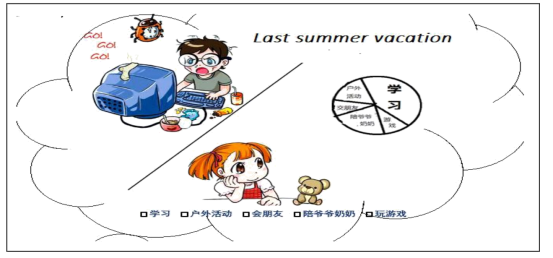 GO!
GO!
GO!
Last summer vacation
户外
活动
学
习
交朋友
陪爷爷
奶奶
游
戏
学习 户外活动 会朋友 陪爷爷奶奶 玩游戏